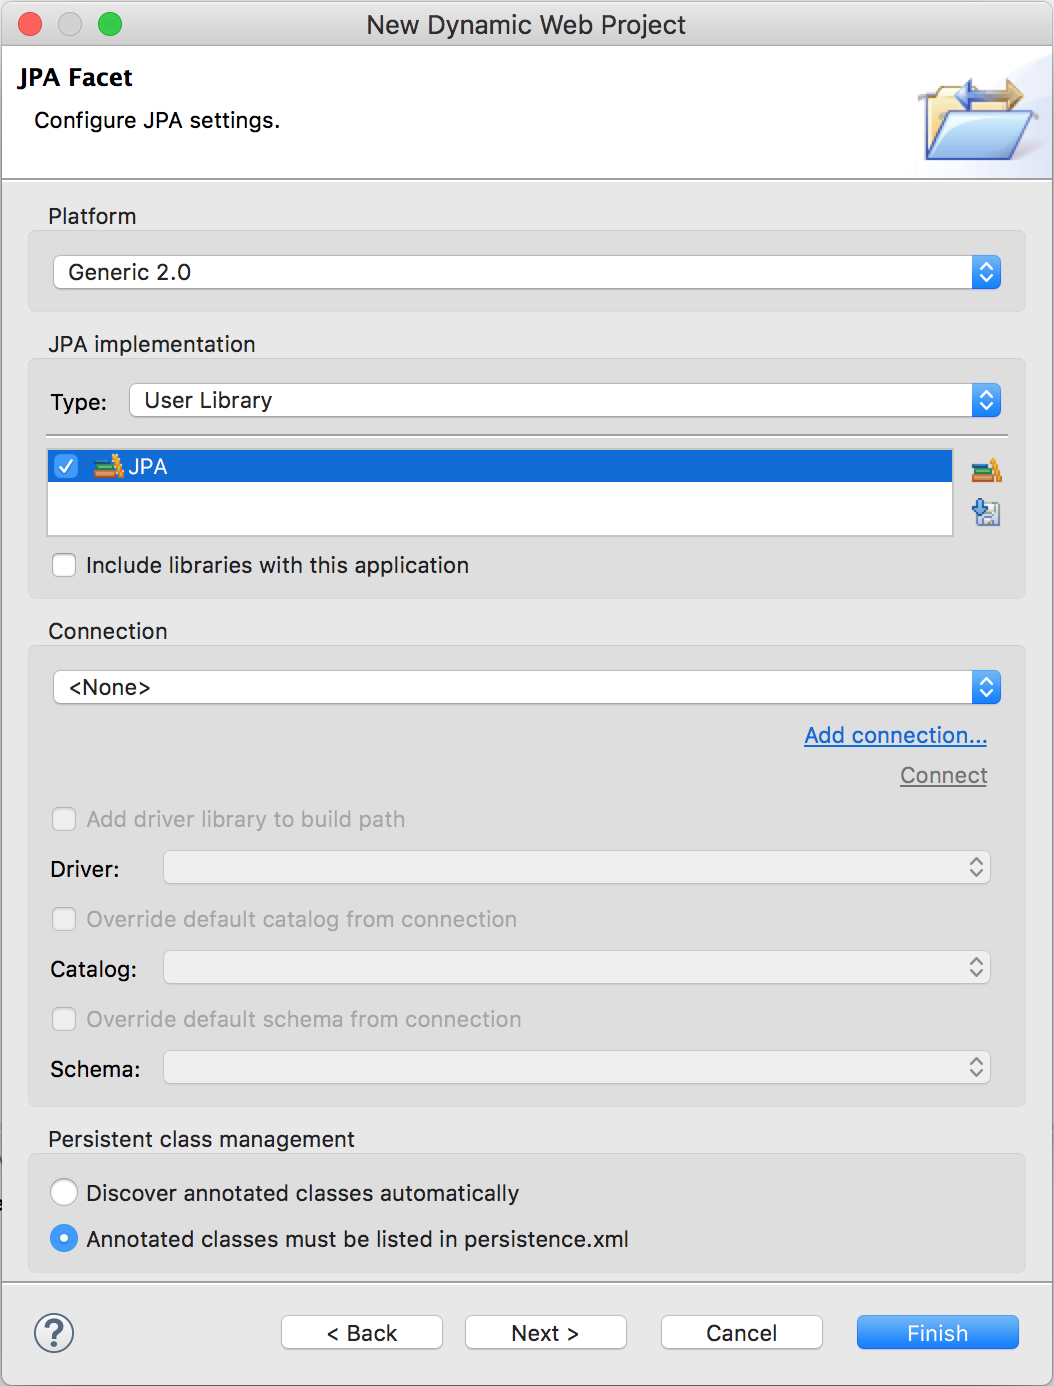 New Dynamic Web Project
JPA Facet
Configure JPA settings.
Platform
Generic 2.0
JPA implementation
Type: User Library
JPA
Include libraries with this application
Connection
<None>
Add connection...
Connect
Add driver library to build path
Driver:
Override default catalog from connection
Catalog:
Override default schema from connection
Schema:
Persistent class management
Discover annotated classes automatically
Annotated classes must be listed in persistence.xml
? < Back Next > Cancel Finish